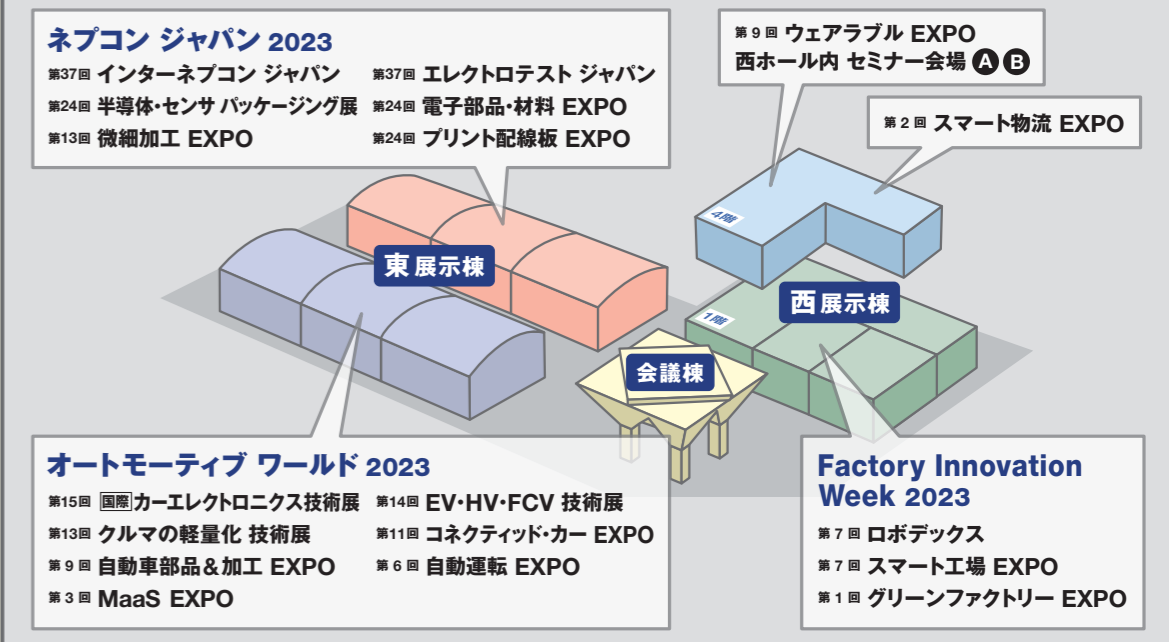 ネプコン ジャパン 2023
第37回 インターネプコン ジャパン
第24回 半導体・センサ パッケージング展
第13回 微細加工 EXPO
第37回 エレクトロテスト ジャパン
第24回 電子部品・材料 EXPO
第24回 プリント配線板 EXPO
第9回 ウェアラブル EXPO
西ホール内 セミナー会場 A B
第2回 スマート物流 EXPO
4階
東展示棟
西展示棟
1階
会議棟
オートモーティブ ワールド 2023
第15回 国際カーエレクトロニクス技術展
第13回 クルマの軽量化 技術展
第9回 自動車部品&加工 EXPO
第3回 MaaS EXPO
第14回 EV・HV・FCV 技術展
第11回 コネクティッド・カー EXPO
第6回 自動運転 EXPO
Factory Innovation
Week 2023
第7回 ロボデックス
第7回 スマート工場 EXPO
第1回 グリーンファクトリー EXPO